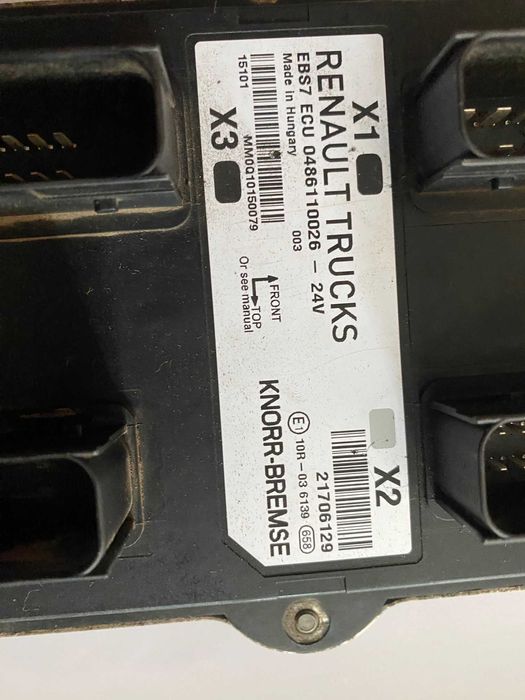 X1
RENAULT TRUCKS
EBS7 ECU 0486110026 - 24V
Made in Hungary
003
15101
MM0Q10150079
X3
FRONT
TOP
Or see manual
X2
21706129
E1 10R-03 6139 658
KNORR-BREMSE